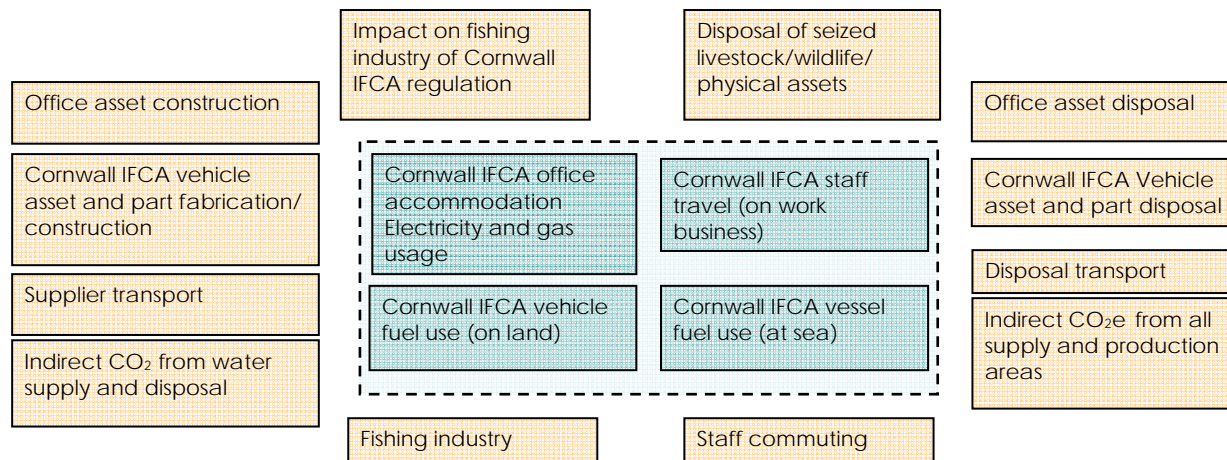 Impact on fishing
industry of Cornwall
IFCA regulation
Disposal of seized
livestock/wildlife/
physical assets
Office asset construction
Office asset disposal
Cornwall IFCA vehicle
asset and part fabrication/
construction
Cornwall IFCA office
accommodation
Electricity and gas
usage
Cornwall IFCA staff
travel (on work
business)
Cornwall IFCA Vehicle
asset and part disposal
Supplier transport
Cornwall IFCA vehicle
fuel use (on land)
Cornwall IFCA vessel
fuel use (at sea)
Disposal transport
Indirect CO₂ from water
supply and disposal
Indirect CO₂e from all
supply and production
areas
Fishing industry
Staff commuting